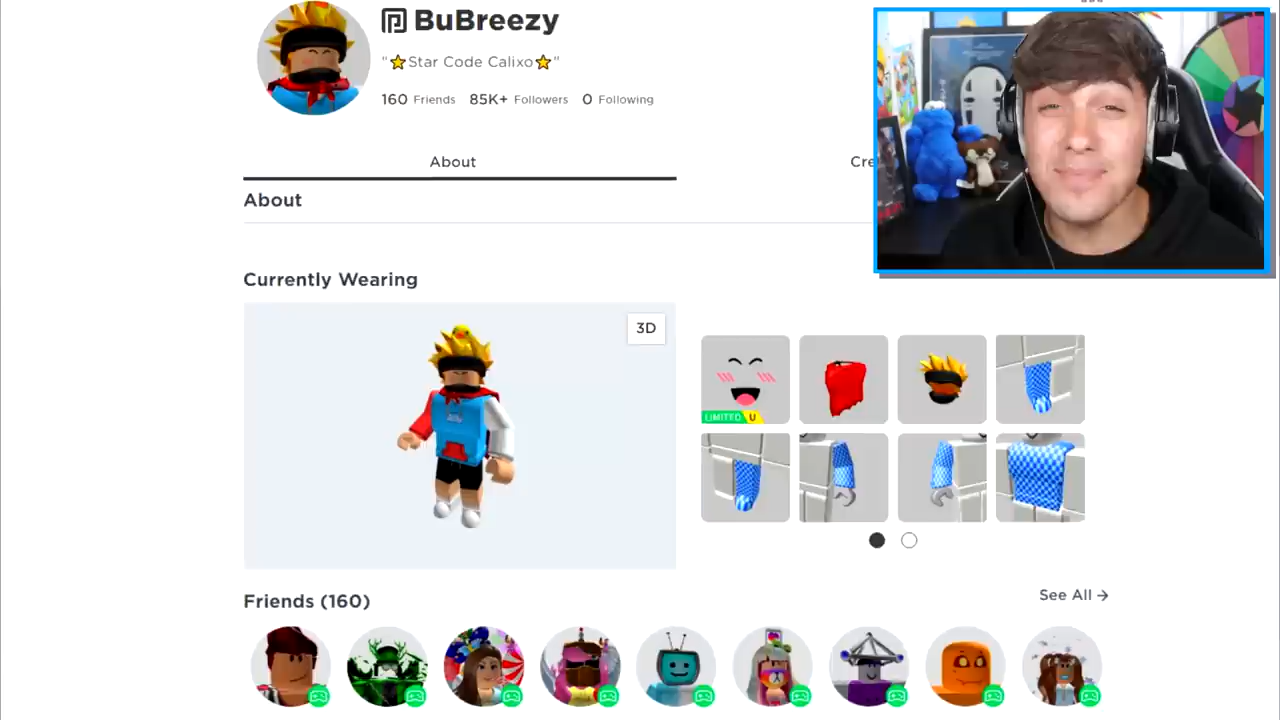 BuBreezy
"⭐Star Code Calixo⭐"
160 Friends 85K+ Followers 0 Following
About
About
Currently Wearing
3D
LIMITED U
Friends (160)
See All →